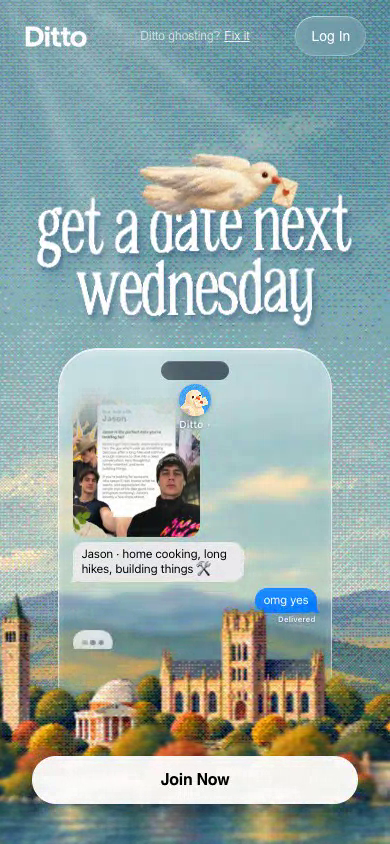 Ditto
Ditto ghosting? Fix it
Log In
get a date next
wednesday
Ditto
Jason
Jason · home cooking, long
hikes, building things 🛠
omg yes
Delivered
Join Now